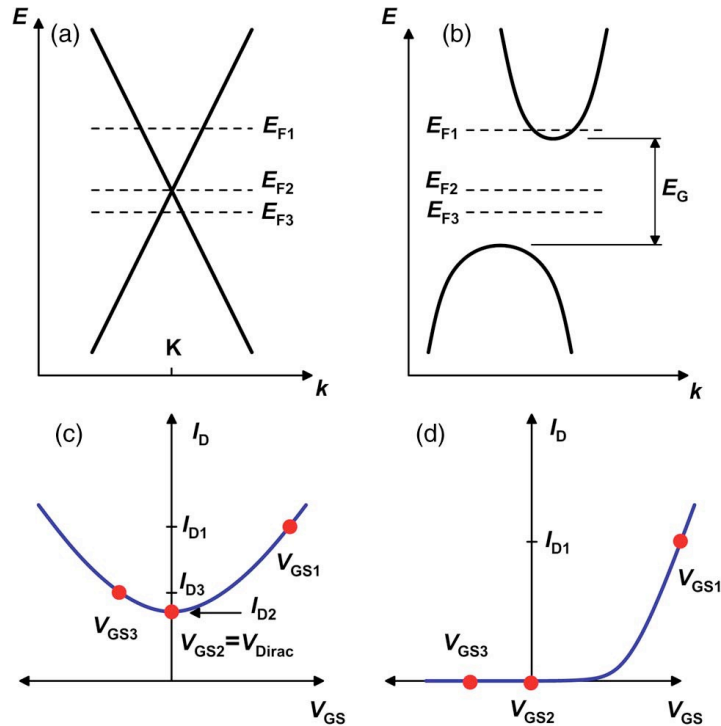 E
(a)
E_F1
E_F2
E_F3
K
k
E
(b)
E_F1
E_F2
E_F3
E_G
k
(c)
I_D
I_D1
V_GS1
I_D3
V_GS3
I_D2
V_GS2=V_Dirac
V_GS
(d)
I_D
I_D1
V_GS1
V_GS3
V_GS2
V_GS